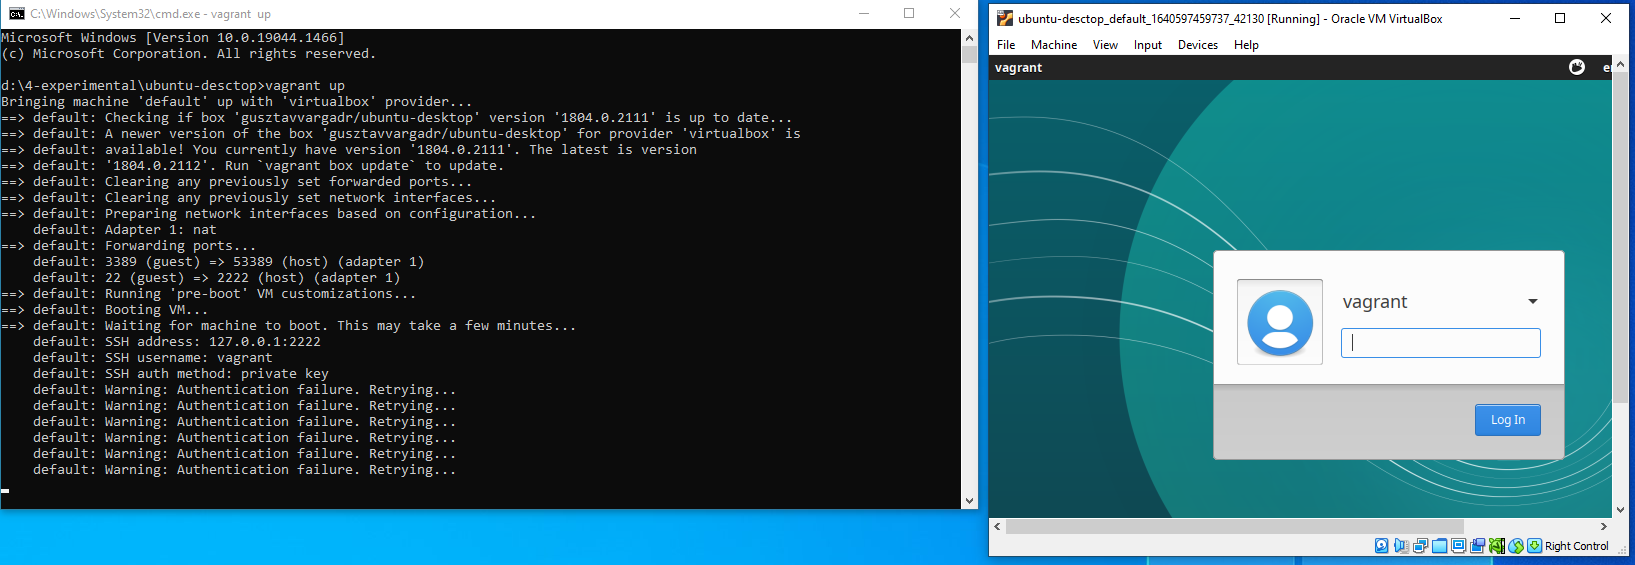 C:\Windows\System32\cmd.exe - vagrant  up
Microsoft Windows [Version 10.0.19044.1466]
(c) Microsoft Corporation. All rights reserved.
d:\4-experimental\ubuntu-desctop>vagrant up
Bringing machine 'default' up with 'virtualbox' provider...
==> default: Checking if box 'gusztavvargadr/ubuntu-desktop' version '1804.0.2111' is up to date...
==> default: A newer version of the box 'gusztavvargadr/ubuntu-desktop' for provider 'virtualbox' is
==> default: available! You currently have version '1804.0.2111'. The latest is version
==> default: '1804.0.2112'. Run `vagrant box update` to update.
==> default: Clearing any previously set forwarded ports...
==> default: Clearing any previously set network interfaces...
==> default: Preparing network interfaces based on configuration...
    default: Adapter 1: nat
==> default: Forwarding ports...
    default: 3389 (guest) => 53389 (host) (adapter 1)
    default: 22 (guest) => 2222 (host) (adapter 1)
==> default: Running 'pre-boot' VM customizations...
==> default: Booting VM...
==> default: Waiting for machine to boot. This may take a few minutes...
    default: SSH address: 127.0.0.1:2222
    default: SSH username: vagrant
    default: SSH auth method: private key
    default: Warning: Authentication failure. Retrying...
    default: Warning: Authentication failure. Retrying...
    default: Warning: Authentication failure. Retrying...
    default: Warning: Authentication failure. Retrying...
    default: Warning: Authentication failure. Retrying...
    default: Warning: Authentication failure. Retrying...
ubuntu-desctop_default_1640597459737_42130 [Running] - Oracle VM VirtualBox
File Machine View Input Devices Help
vagrant
vagrant
Log In
Right Control